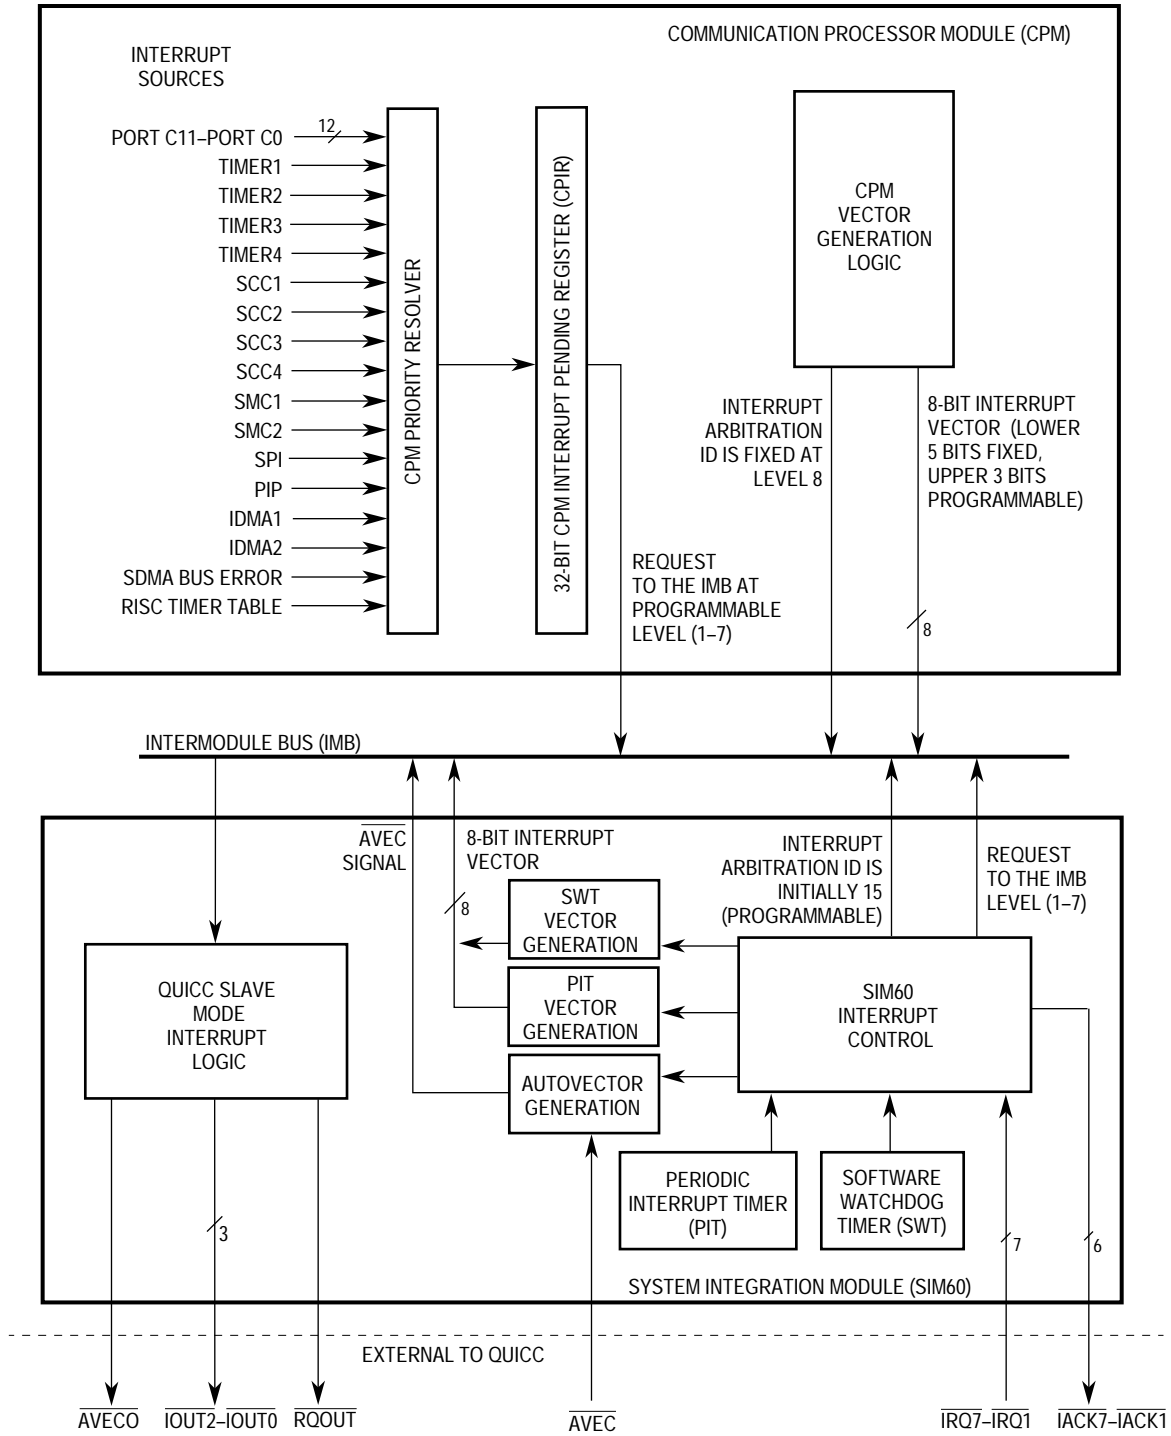 COMMUNICATION PROCESSOR MODULE (CPM)
INTERRUPT
SOURCES
PORT C11–PORT C0
12
TIMER1
TIMER2
TIMER3
TIMER4
SCC1
SCC2
SCC3
SCC4
SMC1
SMC2
SPI
PIP
IDMA1
IDMA2
SDMA BUS ERROR
RISC TIMER TABLE
CPM PRIORITY RESOLVER
32-BIT CPM INTERRUPT PENDING REGISTER (CPIR)
CPM
VECTOR
GENERATION
LOGIC
INTERRUPT
ARBITRATION
ID IS FIXED AT
LEVEL 8
8-BIT INTERRUPT
VECTOR (LOWER
5 BITS FIXED,
UPPER 3 BITS
PROGRAMMABLE)
REQUEST
TO THE IMB AT
PROGRAMMABLE
LEVEL (1–7)
8
INTERMODULE BUS (IMB)
AVEC
SIGNAL
8-BIT INTERRUPT
VECTOR
8
INTERRUPT
ARBITRATION ID IS
INITIALLY 15
(PROGRAMMABLE)
REQUEST
TO THE IMB
LEVEL (1–7)
SWT
VECTOR
GENERATION
PIT
VECTOR
GENERATION
AUTOVECTOR
GENERATION
QUICC SLAVE
MODE
INTERRUPT
LOGIC
SIM60
INTERRUPT
CONTROL
PERIODIC
INTERRUPT TIMER
(PIT)
SOFTWARE
WATCHDOG
TIMER (SWT)
3
7
6
SYSTEM INTEGRATION MODULE (SIM60)
EXTERNAL TO QUICC
AVECO
IOUT2–IOUT0
RQOUT
AVEC
IRQ7–IRQ1
IACK7–IACK1